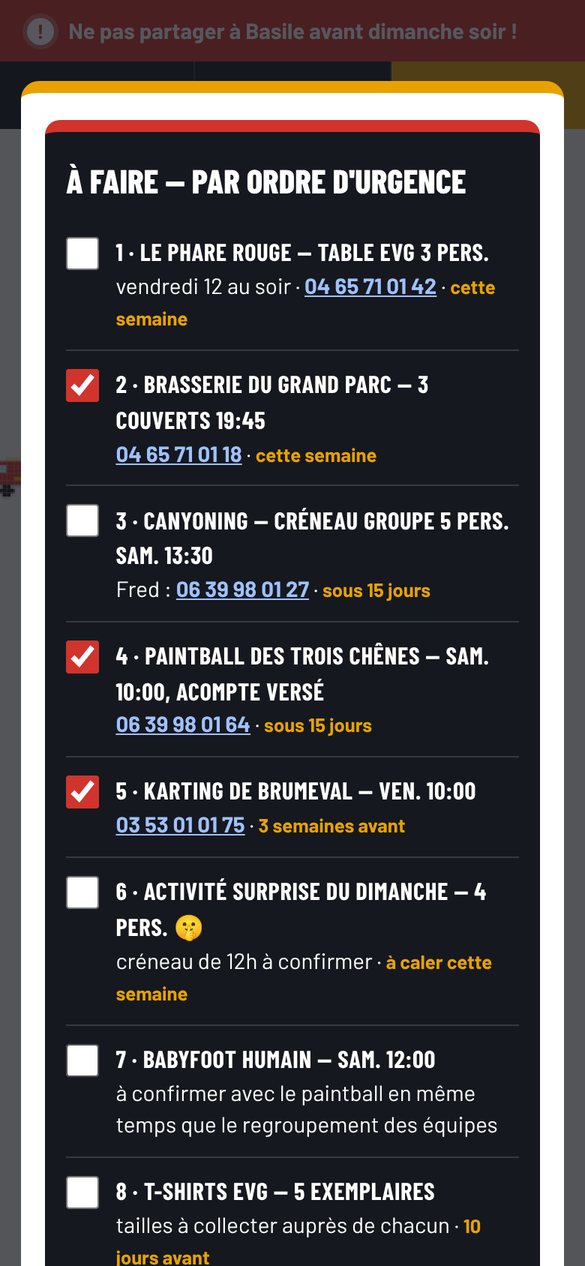 ! Ne pas partager à Basile avant dimanche soir !
À FAIRE – PAR ORDRE D'URGENCE
1 · LE PHARE ROUGE – TABLE EVG 3 PERS.
vendredi 12 au soir · 04 65 71 01 42 · cette
semaine
2 · BRASSERIE DU GRAND PARC – 3
COUVERTS 19:45
04 65 71 01 18 · cette semaine
3 · CANYONING – CRÉNEAU GROUPE 5 PERS.
SAM. 13:30
Fred : 06 39 98 01 27 · sous 15 jours
4 · PAINTBALL DES TROIS CHÊNES – SAM.
10:00, ACOMPTE VERSÉ
06 39 98 01 64 · sous 15 jours
5 · KARTING DE BRUMEVAL – VEN. 10:00
03 53 01 01 75 · 3 semaines avant
6 · ACTIVITÉ SURPRISE DU DIMANCHE – 4
PERS. 🤫
créneau de 12h à confirmer · à caler cette
semaine
7 · BABYFOOT HUMAIN – SAM. 12:00
à confirmer avec le paintball en même
temps que le regroupement des équipes
8 · T-SHIRTS EVG – 5 EXEMPLAIRES
tailles à collecter auprès de chacun · 10
jours avant